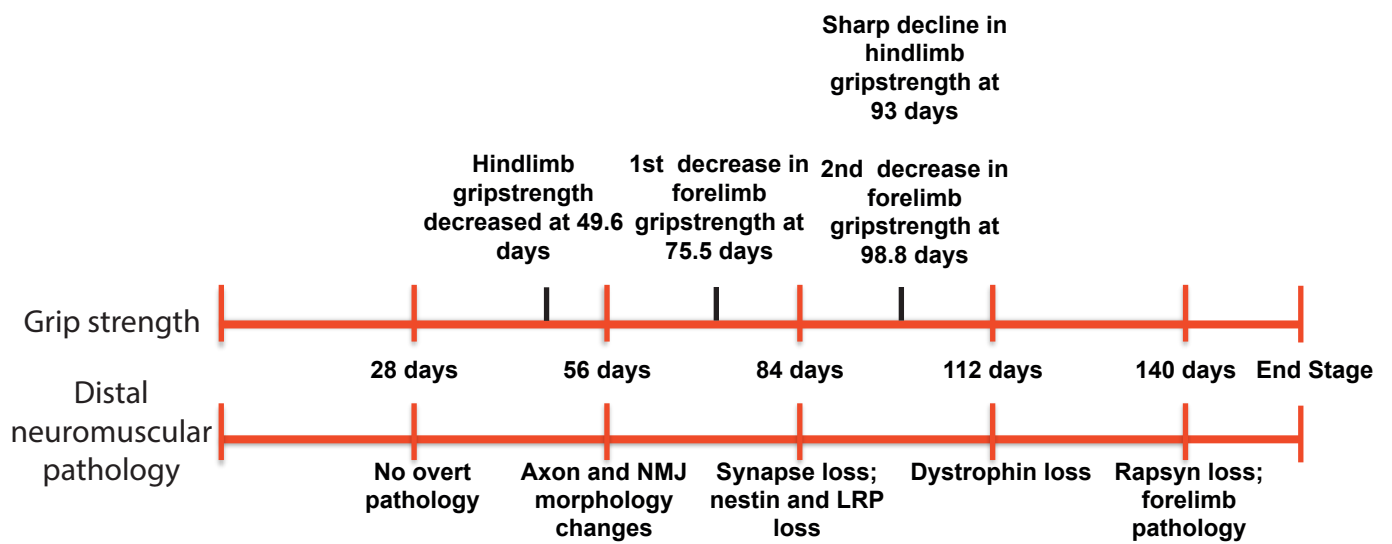 Sharp decline in
hindlimb
gripstrength at
93 days
Hindlimb
gripstrength
decreased at 49.6
days
1st decrease in
forelimb
gripstrength at
75.5 days
2nd decrease in
forelimb
gripstrength at
98.8 days
Grip strength
28 days
56 days
84 days
112 days
140 days
End Stage
Distal
neuromuscular
pathology
No overt
pathology
Axon and NMJ
morphology
changes
Synapse loss;
nestin and LRP
loss
Dystrophin loss
Rapsyn loss;
forelimb
pathology